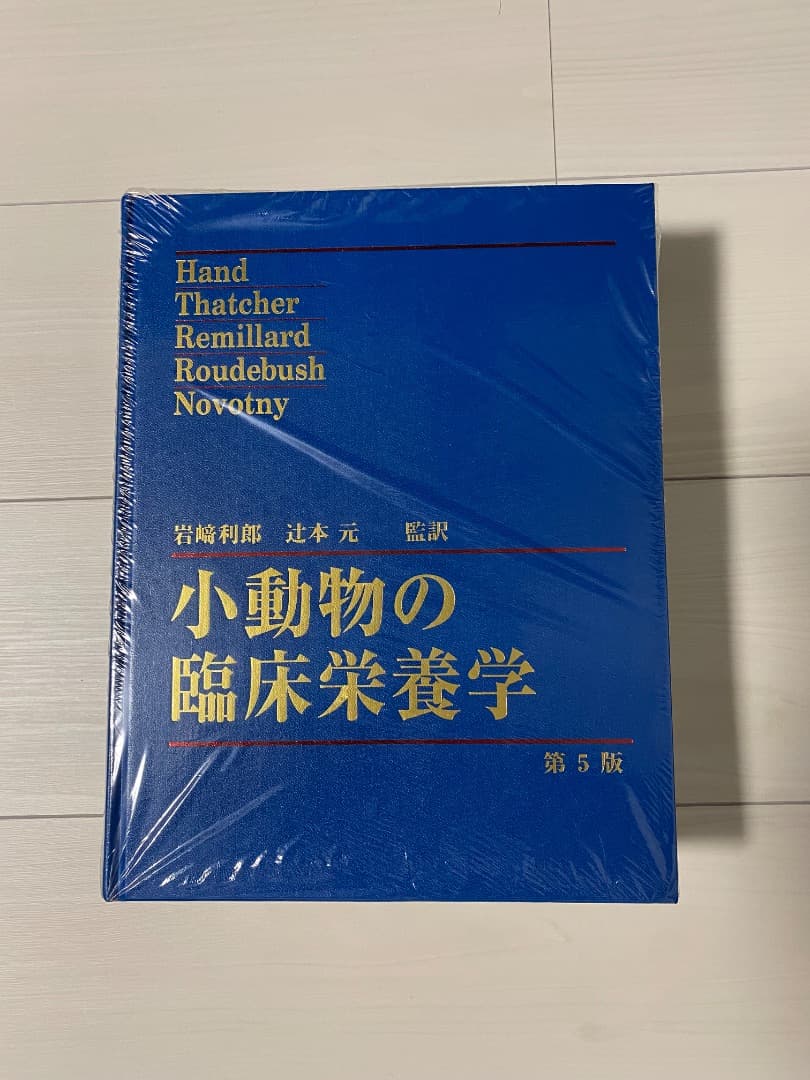 Hand
Thatcher
Remillard
Roudebush
Novotny
岩﨑利郎 辻本 元 監訳
小動物の
臨床栄養学
第 5 版